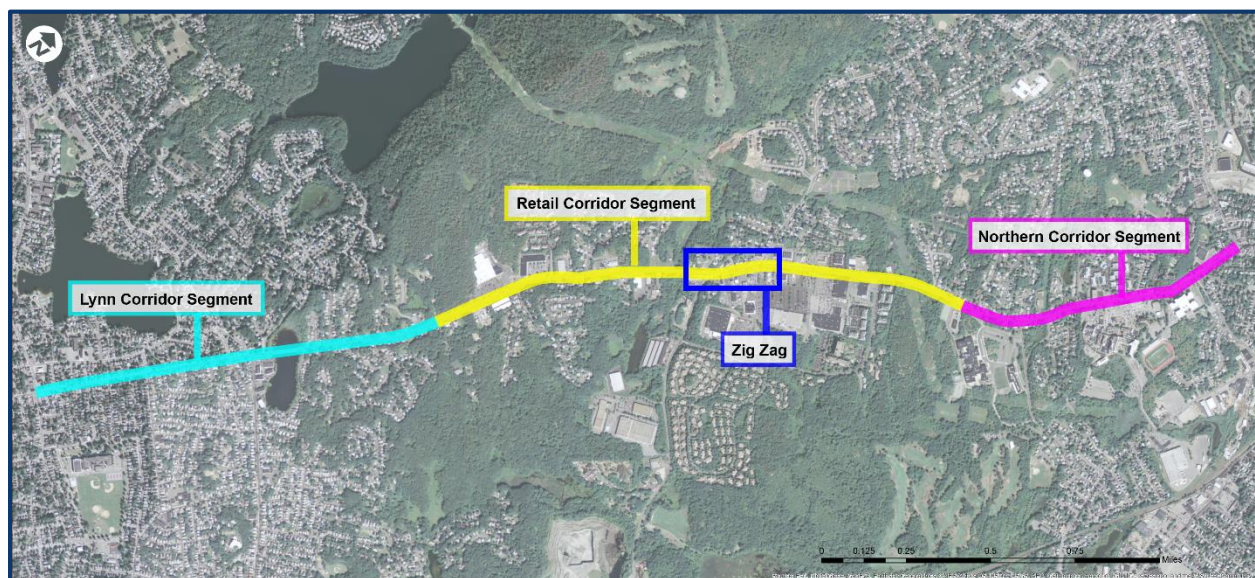 Retail Corridor Segment
Northern Corridor Segment
Lynn Corridor Segment
Zig Zag
0 0.125 0.25 0.5 0.75
Miles